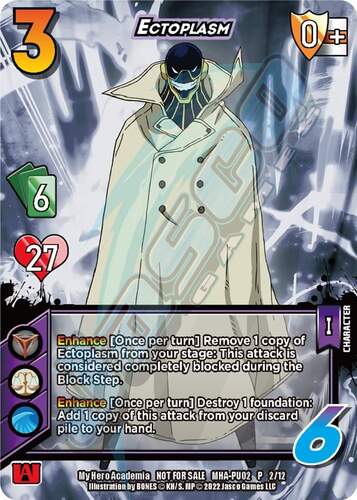 3
ECTOPLASM
0+
6
27
I
CHARACTER
Enhance [Once per turn] Remove 1 copy of
Ectoplasm from your stage: This attack is
considered completely blocked during the
Block Step.
Enhance [Once per turn] Destroy 1 foundation:
Add 1 copy of this attack from your discard
pile to your hand.
6
My Hero Academia NOT FOR SALE MHA-PU02 P 2/12
Illustration by BONES © KH/S. MP © 2022 Jasco Games LLC